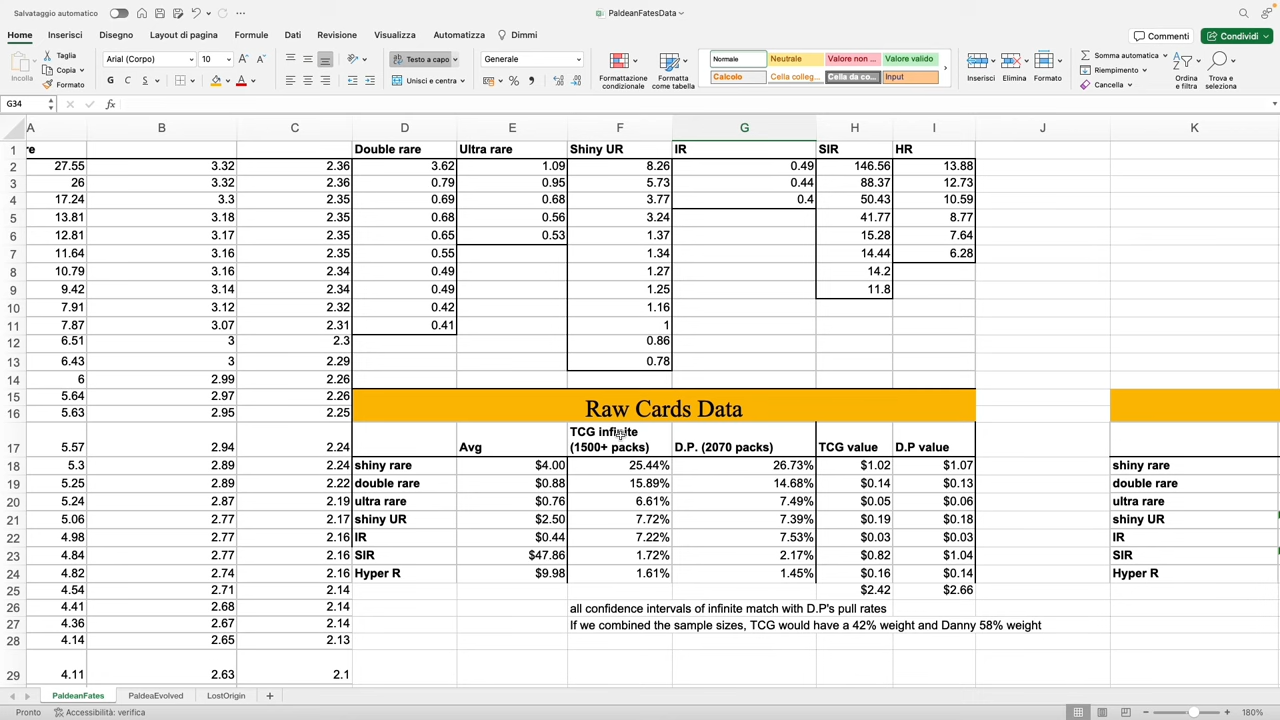 Salvataggio automatico PaldeanFatesData
Home Inserisci Disegno Layout di pagina Formule Dati Revisione Visualizza Automatizza Dimmi Commenti Condividi
Incolla Taglia Copia Formato Arial (Corpo) 10 A A G C S A Testo a capo Unisci e centra Generale % Formattazione condizionale Formatta come tabella Normale Neutrale Valore non ... Valore valido Calcolo Cella colleg... Cella da co... Input Inserisci Elimina Formato Somma automatica Riempimento Cancella Ordina e filtra Trova e seleziona
G34 fx
A B C D E F G H I J K
1 re Double rare Ultra rare Shiny UR IR SIR HR
2 27.55 3.32 2.36 3.62 1.09 8.26 0.49 146.56 13.88
3 26 3.32 2.36 0.79 0.95 5.73 0.44 88.37 12.73
4 17.24 3.3 2.35 0.69 0.68 3.77 0.4 50.43 10.59
5 13.81 3.18 2.35 0.68 0.56 3.24 41.77 8.77
6 12.81 3.17 2.35 0.65 0.53 1.37 15.28 7.64
7 11.64 3.16 2.35 0.55 1.34 14.44 6.28
8 10.79 3.16 2.34 0.49 1.27 14.2
9 9.42 3.14 2.34 0.49 1.25 11.8
10 7.91 3.12 2.32 0.42 1.16
11 7.87 3.07 2.31 0.41 1
12 6.51 3 2.3 0.86
13 6.43 3 2.29 0.78
14 6 2.99 2.26
15 5.64 2.97 2.26
Raw Cards Data
16 5.63 2.95 2.25
17 5.57 2.94 2.24 Avg TCG infinite (1500+ packs) D.P. (2070 packs) TCG value D.P value
18 5.3 2.89 2.24 shiny rare $4.00 25.44% 26.73% $1.02 $1.07 shiny rare
19 5.25 2.89 2.22 double rare $0.88 15.89% 14.68% $0.14 $0.13 double rare
20 5.24 2.87 2.19 ultra rare $0.76 6.61% 7.49% $0.05 $0.06 ultra rare
21 5.06 2.77 2.17 shiny UR $2.50 7.72% 7.39% $0.19 $0.18 shiny UR
22 4.98 2.77 2.16 IR $0.44 7.22% 7.53% $0.03 $0.03 IR
23 4.84 2.77 2.16 SIR $47.86 1.72% 2.17% $0.82 $1.04 SIR
24 4.82 2.74 2.16 Hyper R $9.98 1.61% 1.45% $0.16 $0.14 Hyper R
25 4.54 2.71 2.14 $2.42 $2.66
26 4.41 2.68 2.14 all confidence intervals of infinite match with D.P's pull rates
27 4.36 2.67 2.14 If we combined the sample sizes, TCG would have a 42% weight and Danny 58% weight
28 4.14 2.65 2.13
29 4.11 2.63 2.1
PaldeanFates PaldeaEvolved LostOrigin +
Pronto Accessibilità: verifica 180%